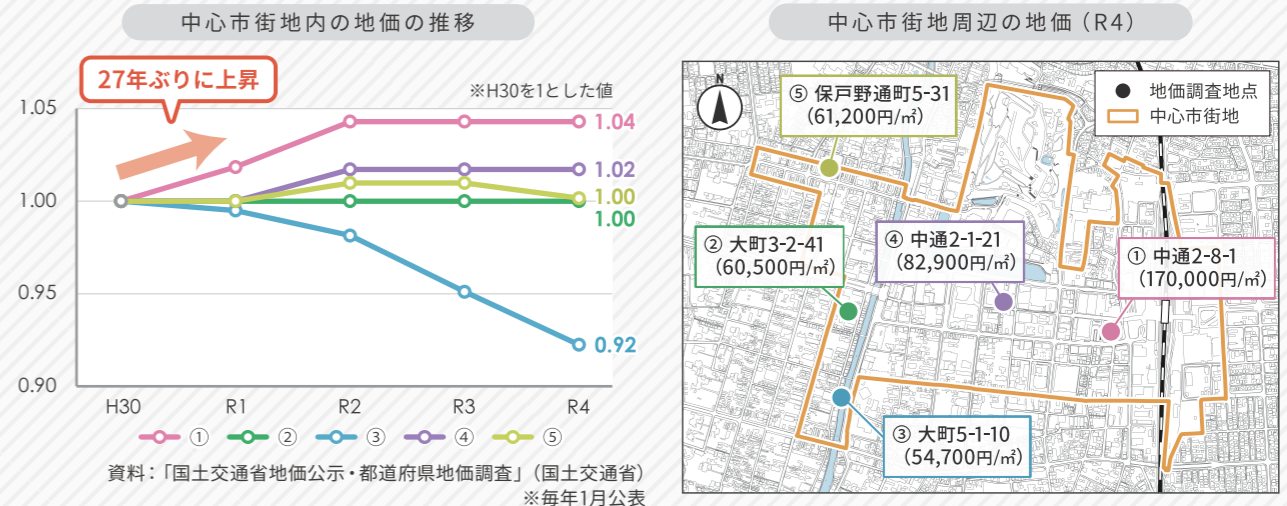 中心市街地内の地価の推移
27年ぶりに上昇
※H30を1とした値
1.05
1.00
0.95
0.90
1.04
1.02
1.00
1.00
0.92
H30 R1 R2 R3 R4
① ② ③ ④ ⑤
資料：「国土交通省地価公示・都道府県地価調査」（国土交通省）
※毎年1月公表
中心市街地周辺の地価（R4）
N
⑤ 保戸野通町5-31
（61,200円/㎡）
地価調査地点
中心市街地
② 大町3-2-41
（60,500円/㎡）
④ 中通2-1-21
（82,900円/㎡）
① 中通2-8-1
（170,000円/㎡）
③ 大町5-1-10
（54,700円/㎡）